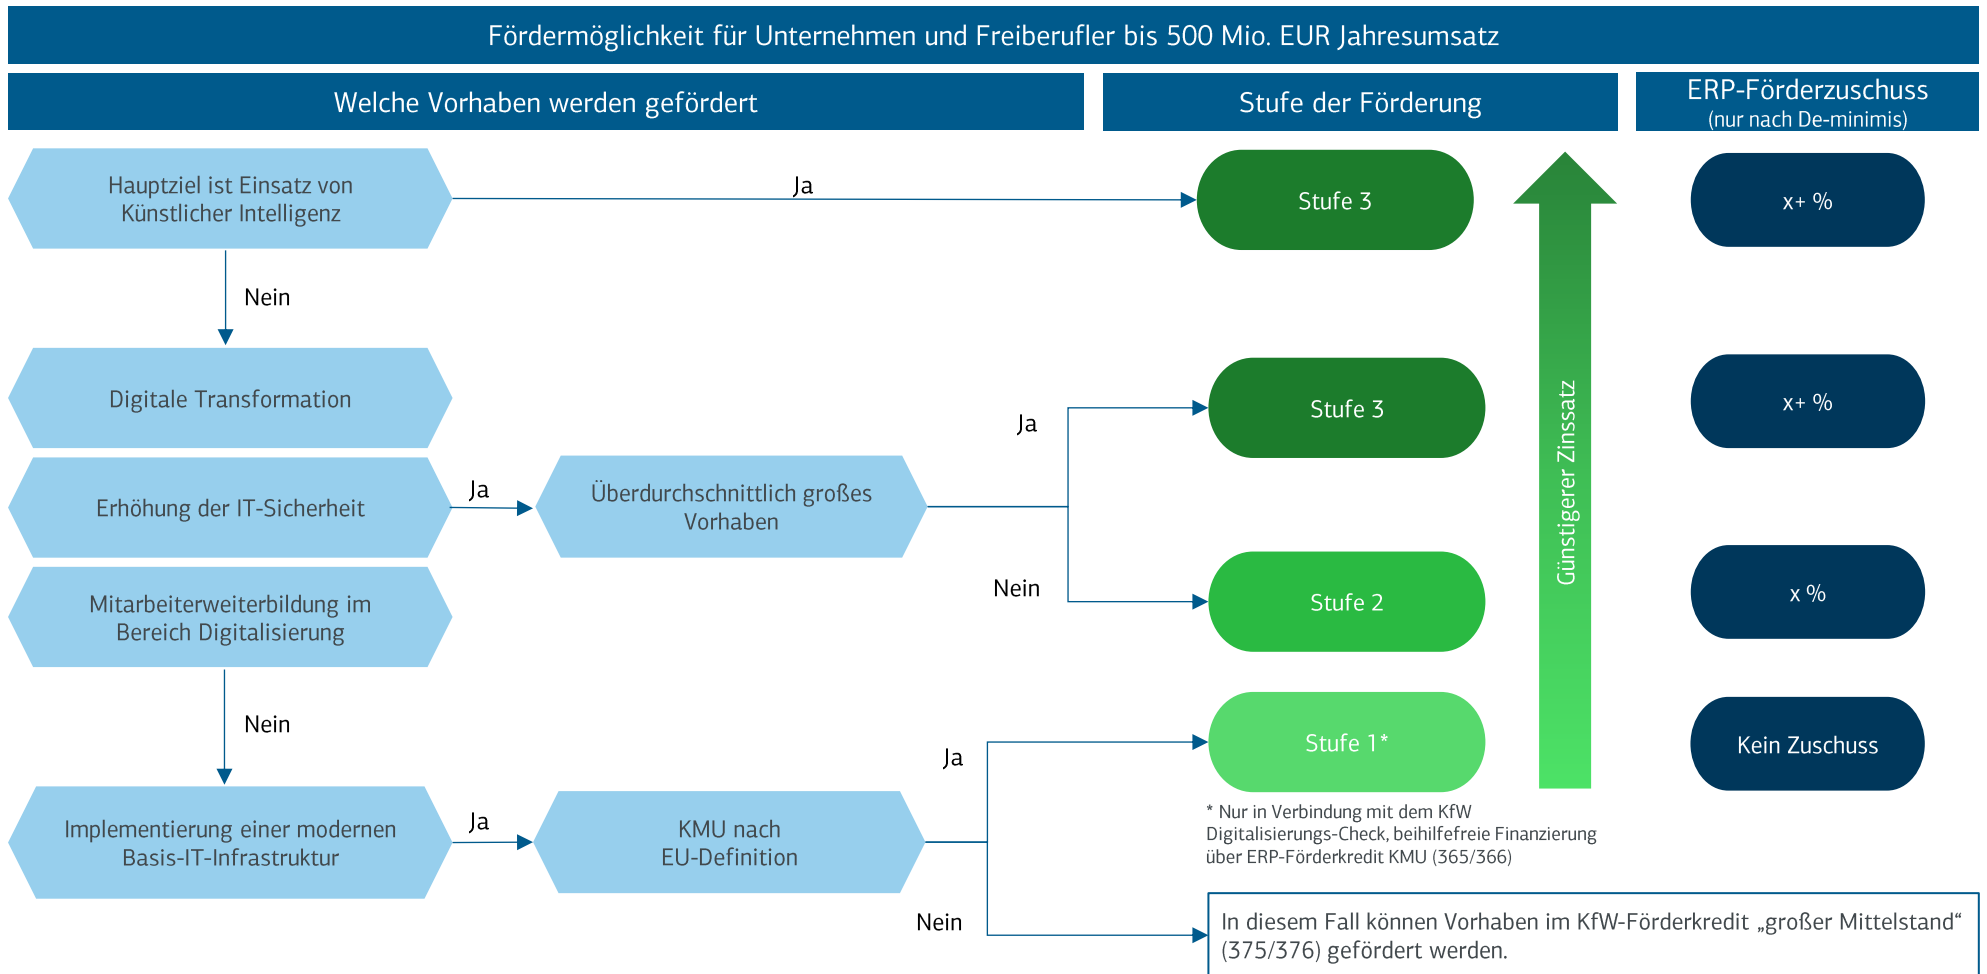 Fördermöglichkeit für Unternehmen und Freiberufler bis 500 Mio. EUR Jahresumsatz
Welche Vorhaben werden gefördert
Stufe der Förderung
ERP-Förderzuschuss
(nur nach De-minimis)
Hauptziel ist Einsatz von
Künstlicher Intelligenz
Ja
Stufe 3
x+ %
Nein
Digitale Transformation
Erhöhung der IT-Sicherheit
Mitarbeiterweiterbildung im
Bereich Digitalisierung
Ja
Überdurchschnittlich großes
Vorhaben
Ja
Stufe 3
x+ %
Nein
Stufe 2
x %
Günstigerer Zinssatz
Nein
Implementierung einer modernen
Basis-IT-Infrastruktur
Ja
KMU nach
EU-Definition
Ja
Stufe 1*
Kein Zuschuss
* Nur in Verbindung mit dem KfW
Digitalisierungs-Check, beihilfefreie Finanzierung
über ERP-Förderkredit KMU (365/366)
Nein
In diesem Fall können Vorhaben im KfW-Förderkredit „großer Mittelstand“
(375/376) gefördert werden.